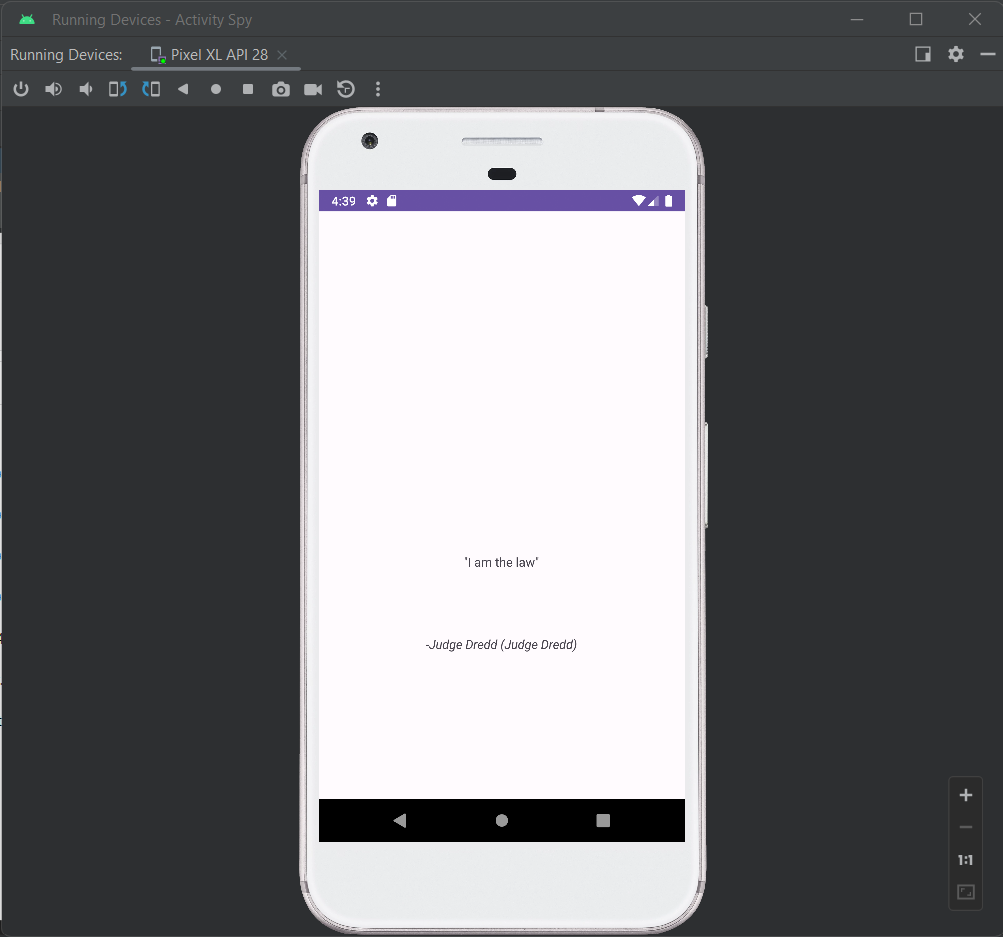 Running Devices - Activity Spy
Running Devices: Pixel XL API 28
4:39
"I am the law"
-Judge Dredd (Judge Dredd)
1:1